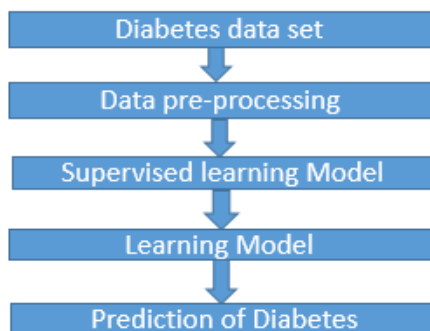 Diabetes data set
Data pre-processing
Supervised learning Model
Learning Model
Prediction of Diabetes